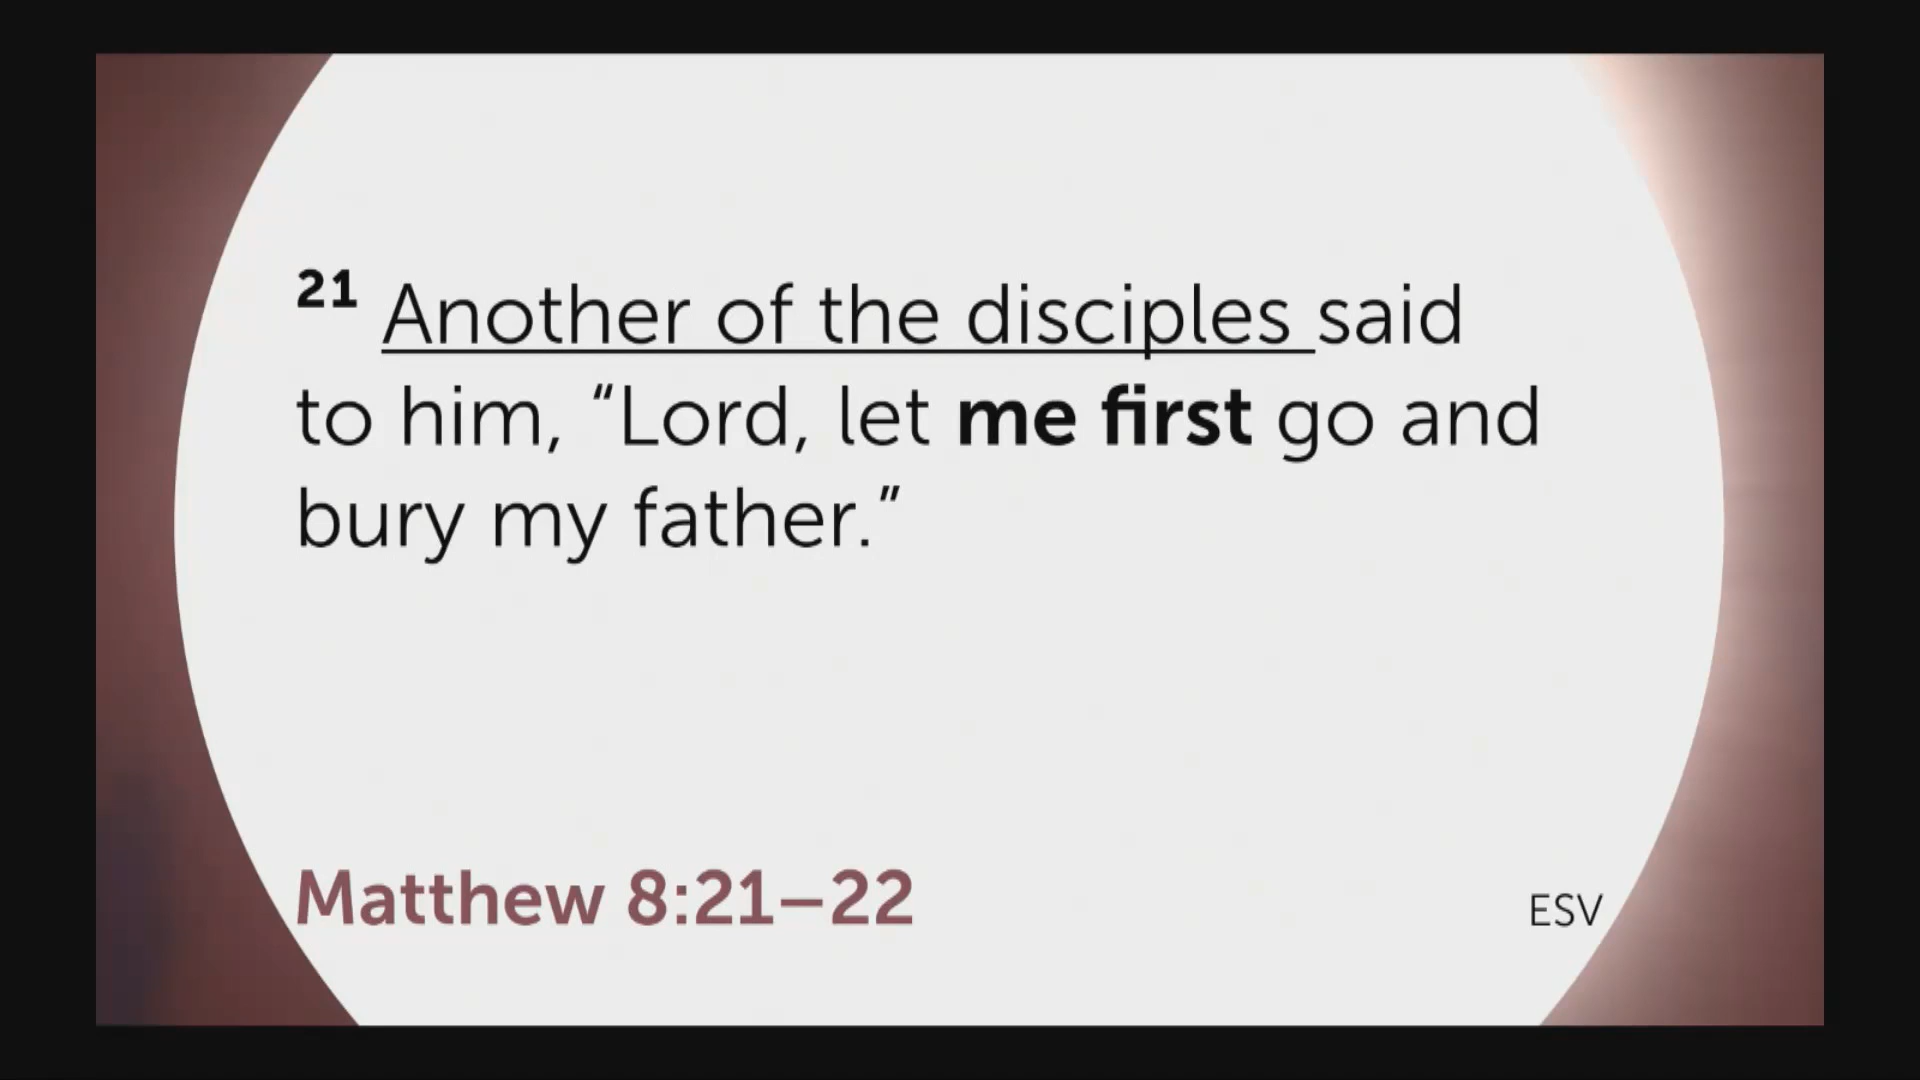 21 Another of the disciples said
to him, “Lord, let me first go and
bury my father.”
Matthew 8:21–22
ESV